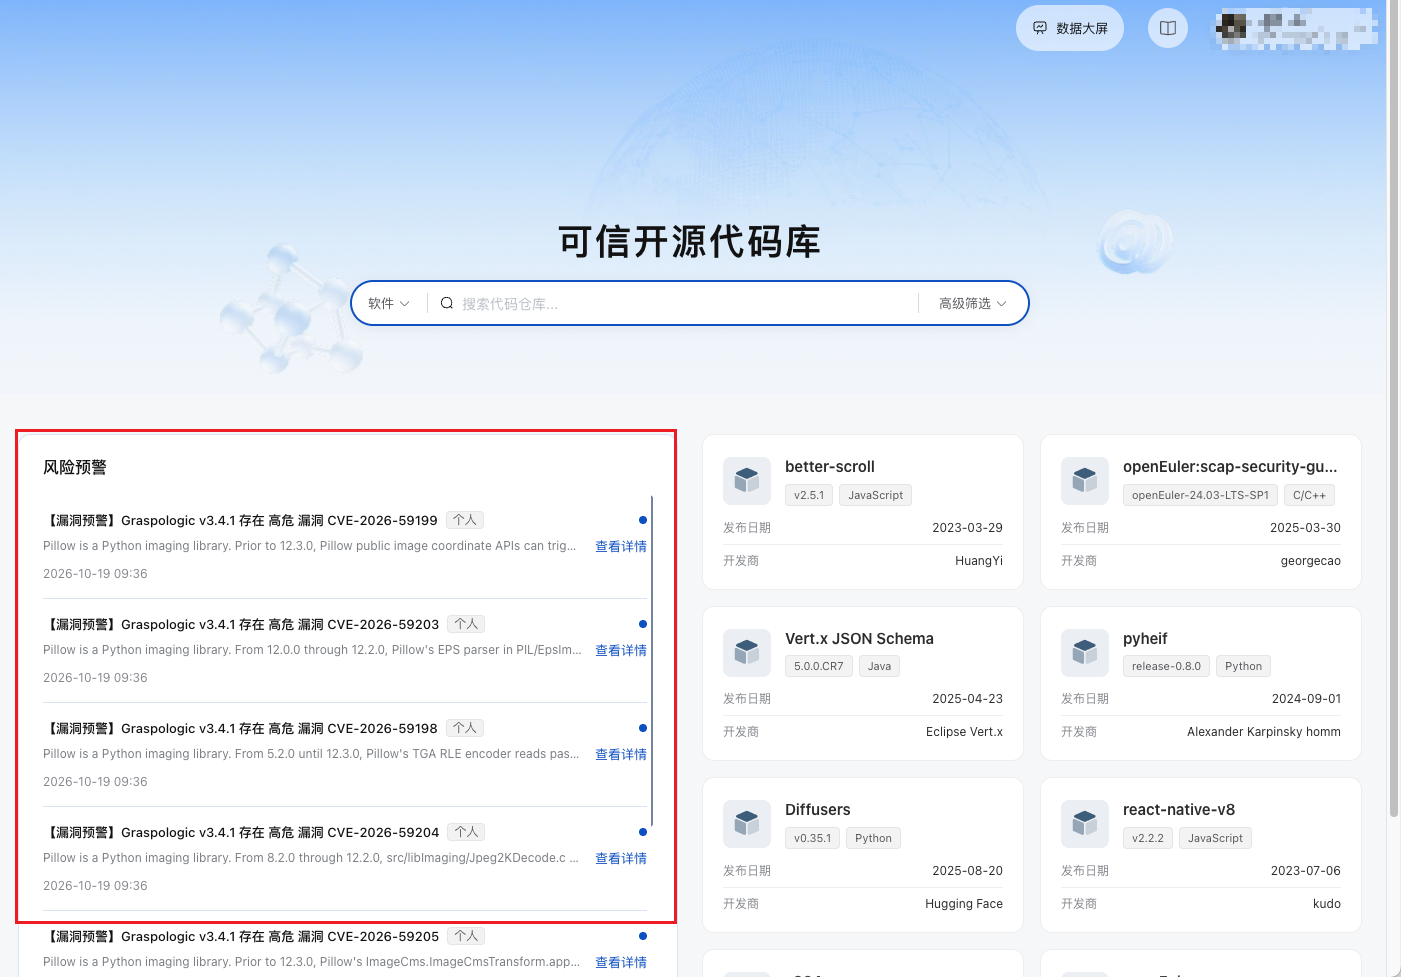 数据大屏
可信开源代码库
软件 搜索代码仓库... 高级筛选
风险预警
【漏洞预警】Graspologic v3.4.1 存在 高危 漏洞 CVE-2026-59199 个人
Pillow is a Python imaging library. Prior to 12.3.0, Pillow public image coordinate APIs can trig... 查看详情
2026-10-19 09:36
【漏洞预警】Graspologic v3.4.1 存在 高危 漏洞 CVE-2026-59203 个人
Pillow is a Python imaging library. From 12.0.0 through 12.2.0, Pillow's EPS parser in PIL/EpsIm... 查看详情
2026-10-19 09:36
【漏洞预警】Graspologic v3.4.1 存在 高危 漏洞 CVE-2026-59198 个人
Pillow is a Python imaging library. From 5.2.0 until 12.3.0, Pillow's TGA RLE encoder reads pas... 查看详情
2026-10-19 09:36
【漏洞预警】Graspologic v3.4.1 存在 高危 漏洞 CVE-2026-59204 个人
Pillow is a Python imaging library. From 8.2.0 through 12.2.0, src/libImaging/Jpeg2KDecode.c ... 查看详情
2026-10-19 09:36
【漏洞预警】Graspologic v3.4.1 存在 高危 漏洞 CVE-2026-59205 个人
Pillow is a Python imaging library. Prior to 12.3.0, Pillow's ImageCms.ImageCmsTransform.app... 查看详情
better-scroll
v2.5.1 JavaScript
发布日期 2023-03-29
开发商 HuangYi
openEuler:scap-security-gu...
openEuler-24.03-LTS-SP1 C/C++
发布日期 2025-03-30
开发商 georgecao
Vert.x JSON Schema
5.0.0.CR7 Java
发布日期 2025-04-23
开发商 Eclipse Vert.x
pyheif
release-0.8.0 Python
发布日期 2024-09-01
开发商 Alexander Karpinsky homm
Diffusers
v0.35.1 Python
发布日期 2025-08-20
开发商 Hugging Face
react-native-v8
v2.2.2 JavaScript
发布日期 2023-07-06
开发商 kudo